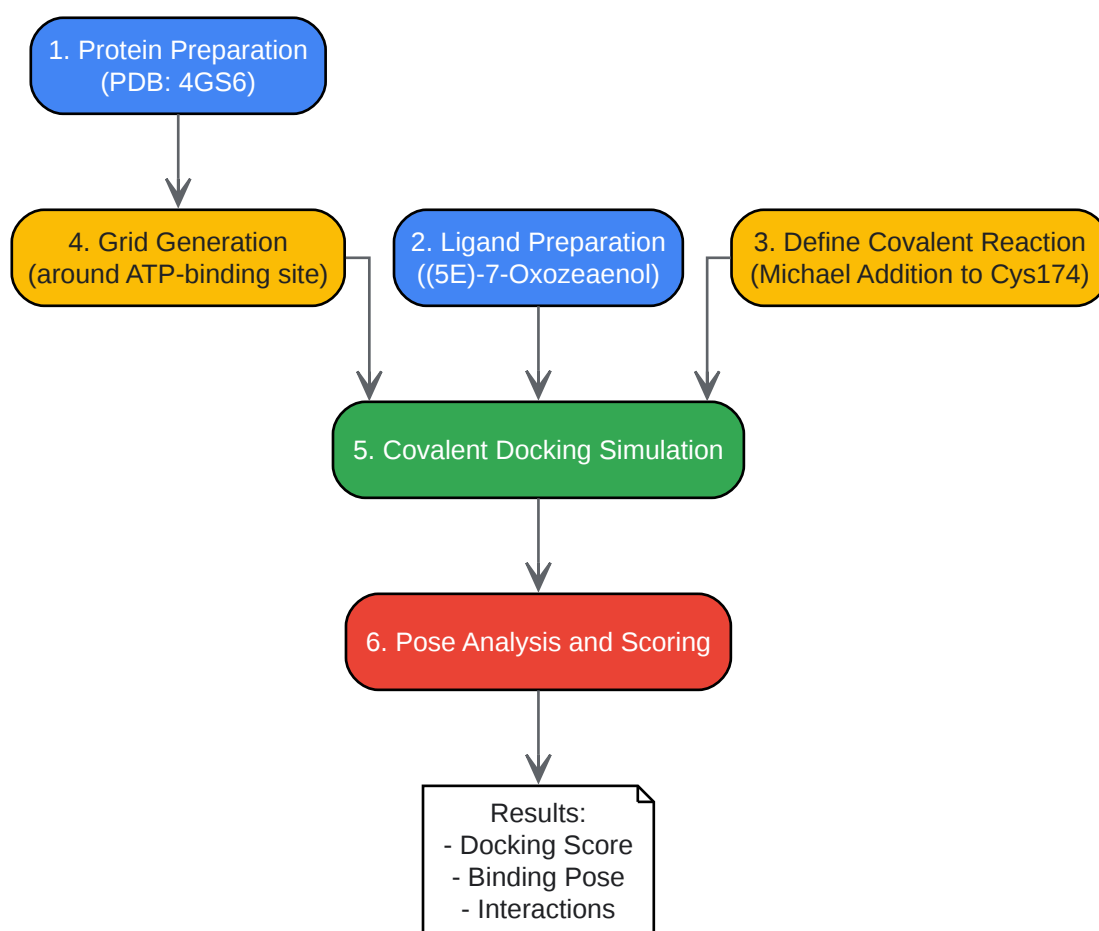 1. Protein Preparation
(PDB: 4GS6)
4. Grid Generation
(around ATP-binding site)
2. Ligand Preparation
((5E)-7-Oxozeaenol)
3. Define Covalent Reaction
(Michael Addition to Cys174)
5. Covalent Docking Simulation
6. Pose Analysis and Scoring
Results:
- Docking Score
- Binding Pose
- Interactions